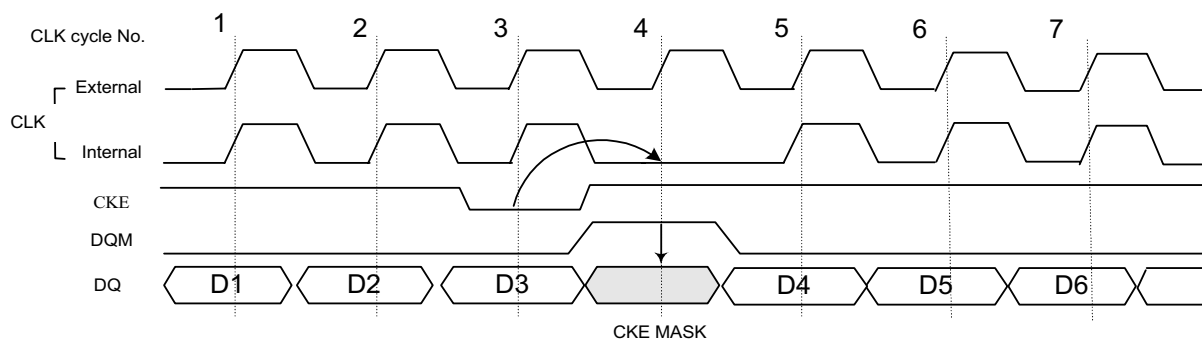 CLK cycle No. 1 2 3 4 5 6 7
External
CLK
Internal
CKE
DQM
DQ D1 D2 D3 D4 D5 D6
CKE MASK